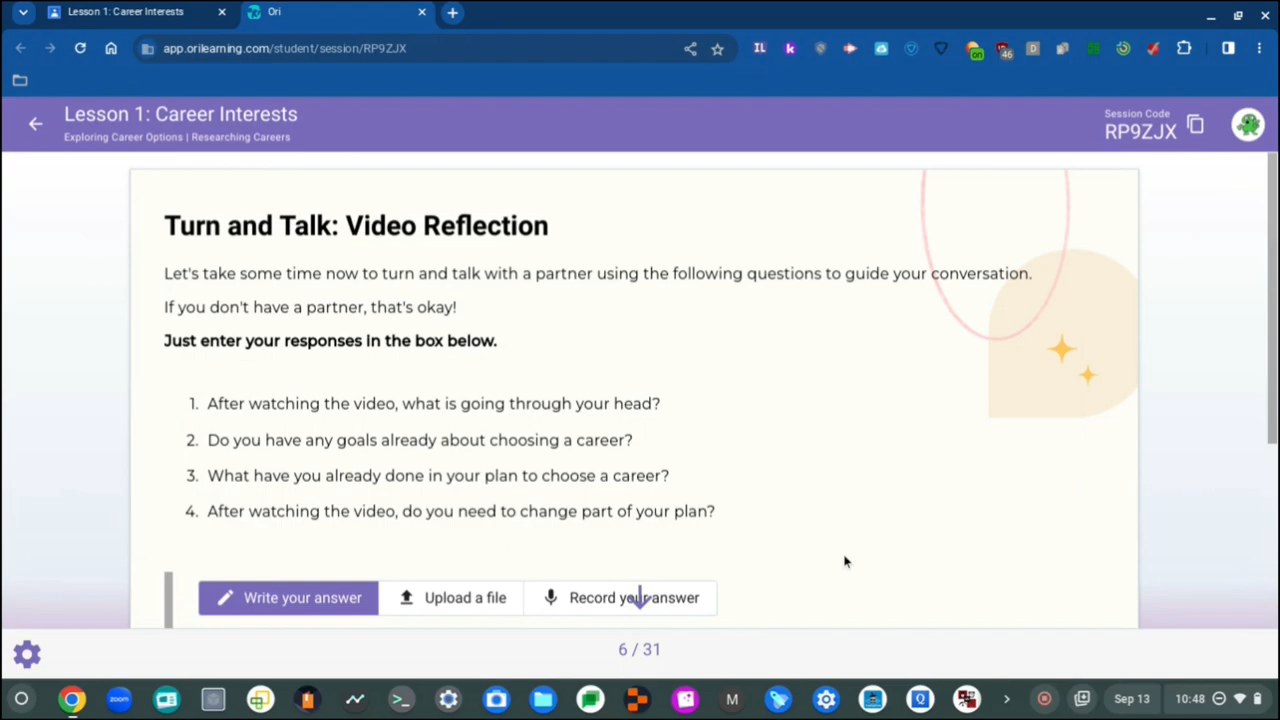 Lesson 1: Career Interests
Ori
app.orilearning.com/student/session/RP9ZJX
IL
k
on
46
D
Lesson 1: Career Interests
Exploring Career Options | Researching Careers
Session Code
RP9ZJX
Turn and Talk: Video Reflection
Let's take some time now to turn and talk with a partner using the following questions to guide your conversation.
If you don't have a partner, that's okay!
Just enter your responses in the box below.
1. After watching the video, what is going through your head?
2. Do you have any goals already about choosing a career?
3. What have you already done in your plan to choose a career?
4. After watching the video, do you need to change part of your plan?
Write your answer
Upload a file
Record your answer
6 / 31
zoom
M
Q
Sep 13
10:48